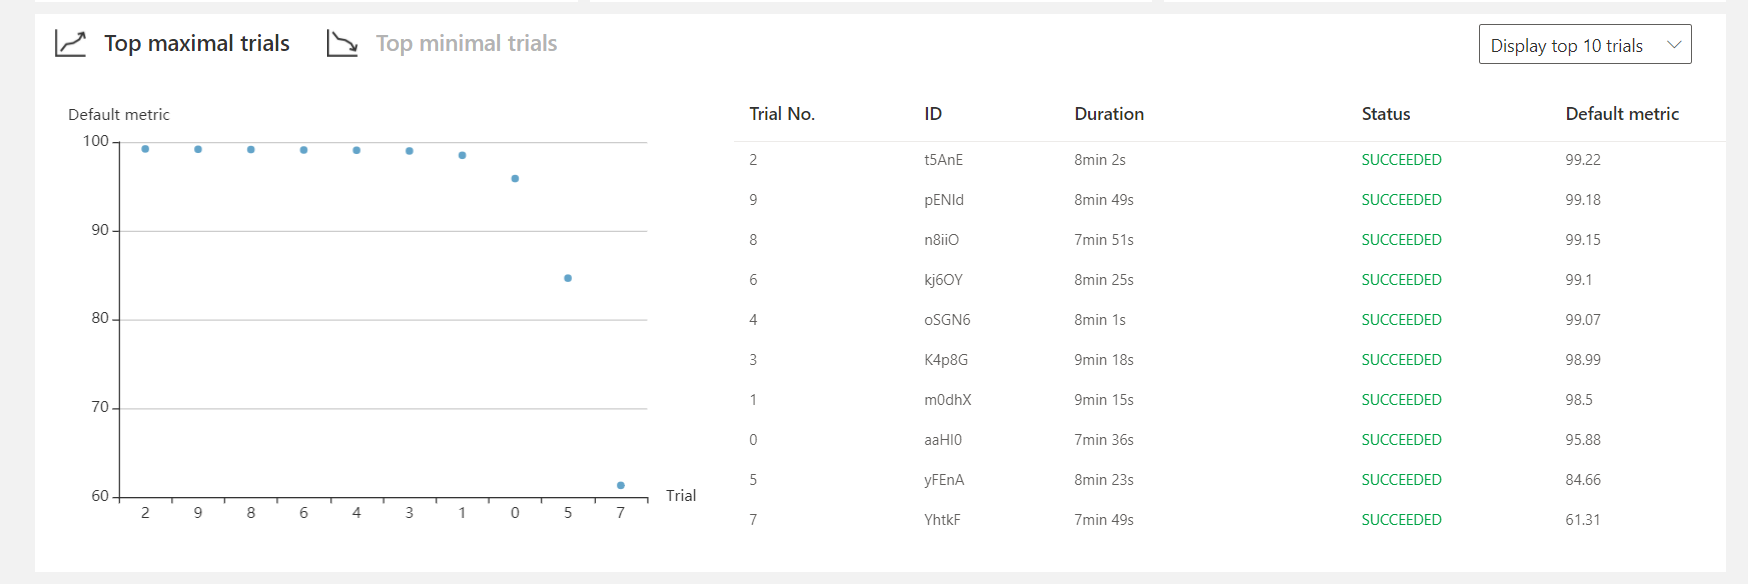 Top maximal trials Top minimal trials Display top 10 trials
Default metric
100
90
80
70
60
2 9 8 6 4 3 1 0 5 7
Trial
Trial No. ID Duration Status Default metric
2 t5AnE 8min 2s SUCCEEDED 99.22
9 pENId 8min 49s SUCCEEDED 99.18
8 n8iiO 7min 51s SUCCEEDED 99.15
6 kj6OY 8min 25s SUCCEEDED 99.1
4 oSGN6 8min 1s SUCCEEDED 99.07
3 K4p8G 9min 18s SUCCEEDED 98.99
1 m0dhX 9min 15s SUCCEEDED 98.5
0 aaHI0 7min 36s SUCCEEDED 95.88
5 yFEnA 8min 23s SUCCEEDED 84.66
7 YhtkF 7min 49s SUCCEEDED 61.31